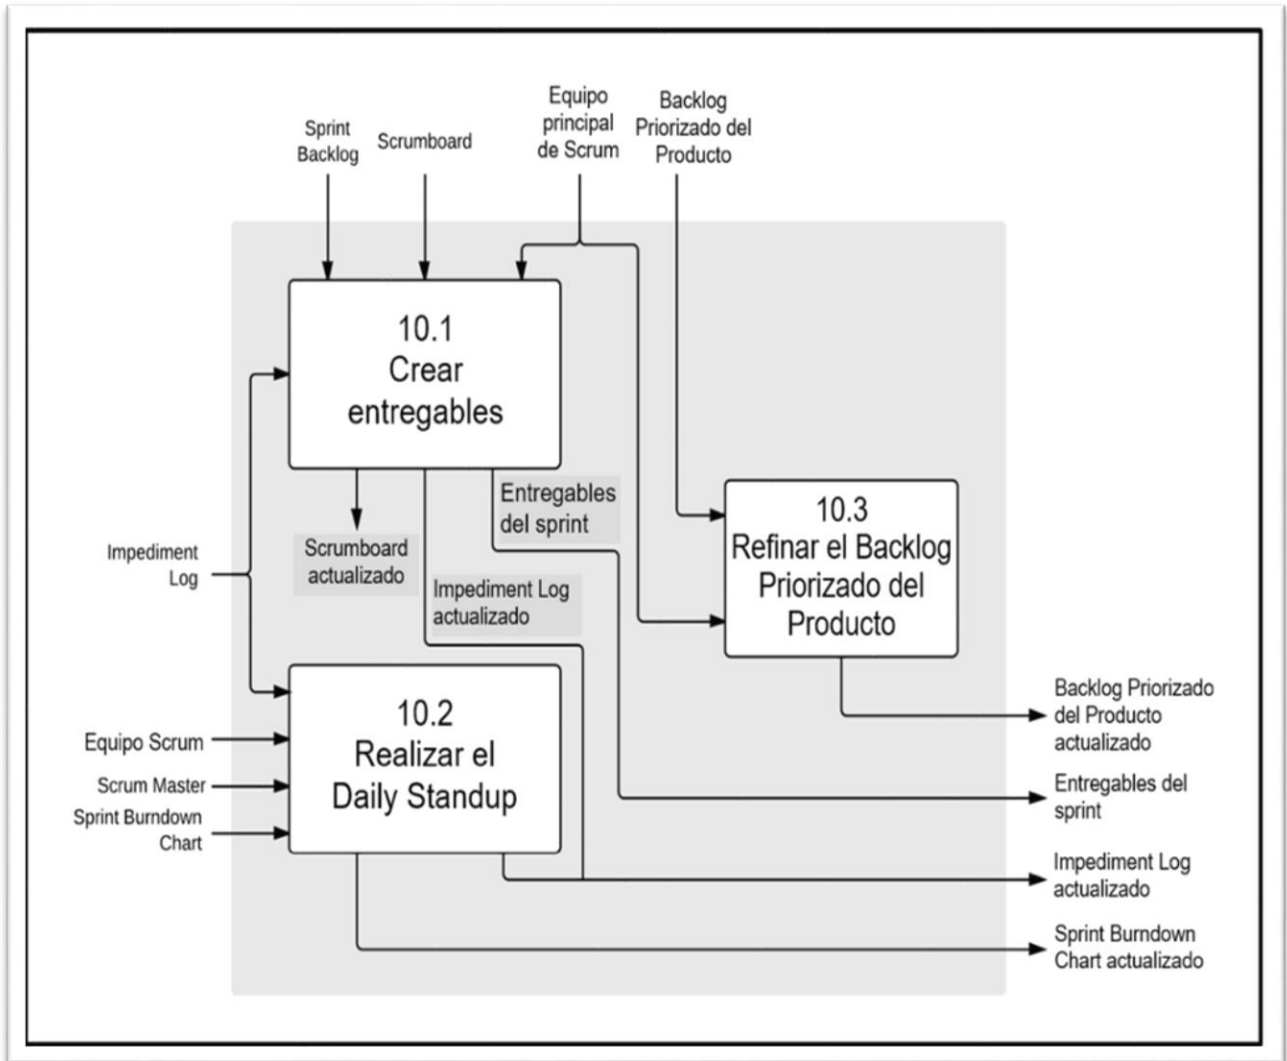 Sprint
Backlog
Scrumboard
Equipo
principal
de Scrum
Backlog
Priorizado del
Producto
10.1
Crear
entregables
Entregables
del sprint
Scrumboard
actualizado
Impediment
Log
Impediment Log
actualizado
10.3
Refinar el Backlog
Priorizado del
Producto
10.2
Realizar el
Daily Standup
Equipo Scrum
Scrum Master
Sprint Burndown
Chart
Backlog Priorizado
del Producto
actualizado
Entregables del
sprint
Impediment Log
actualizado
Sprint Burndown
Chart actualizado